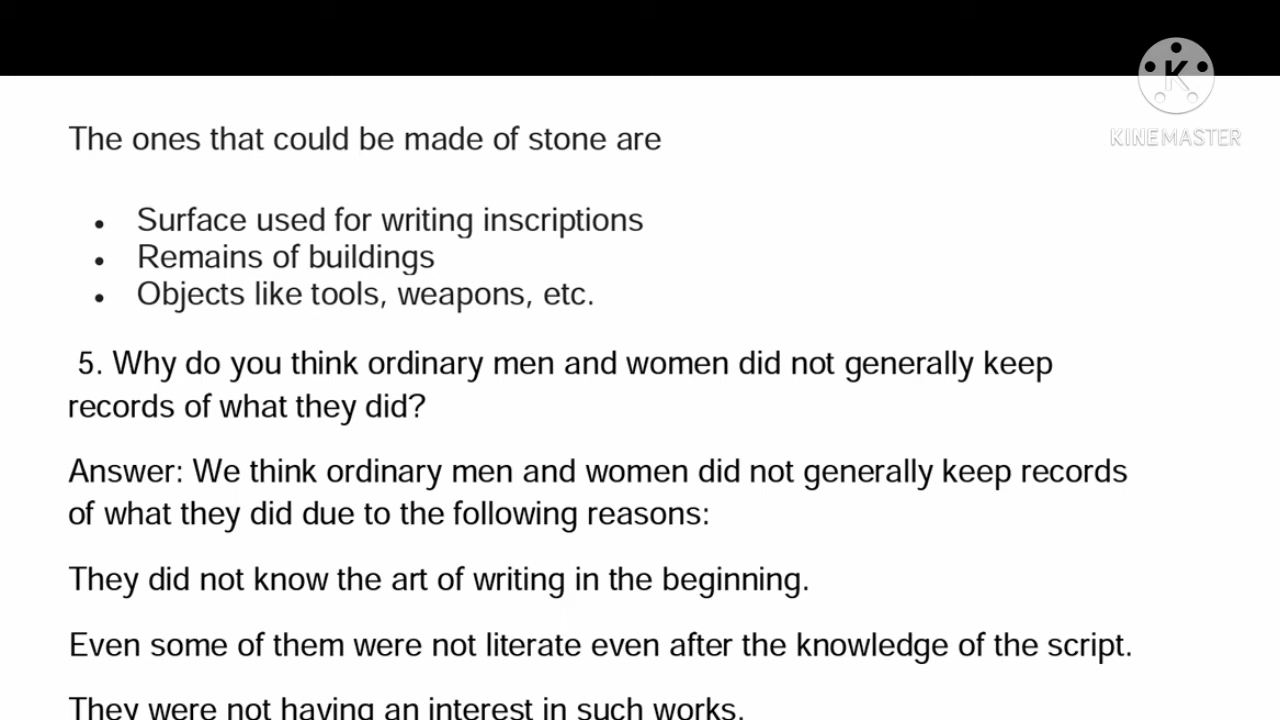 K
KINEMASTER
The ones that could be made of stone are
• Surface used for writing inscriptions
• Remains of buildings
• Objects like tools, weapons, etc.
5. Why do you think ordinary men and women did not generally keep
records of what they did?
Answer: We think ordinary men and women did not generally keep records
of what they did due to the following reasons:
They did not know the art of writing in the beginning.
Even some of them were not literate even after the knowledge of the script.
They were not having an interest in such works.